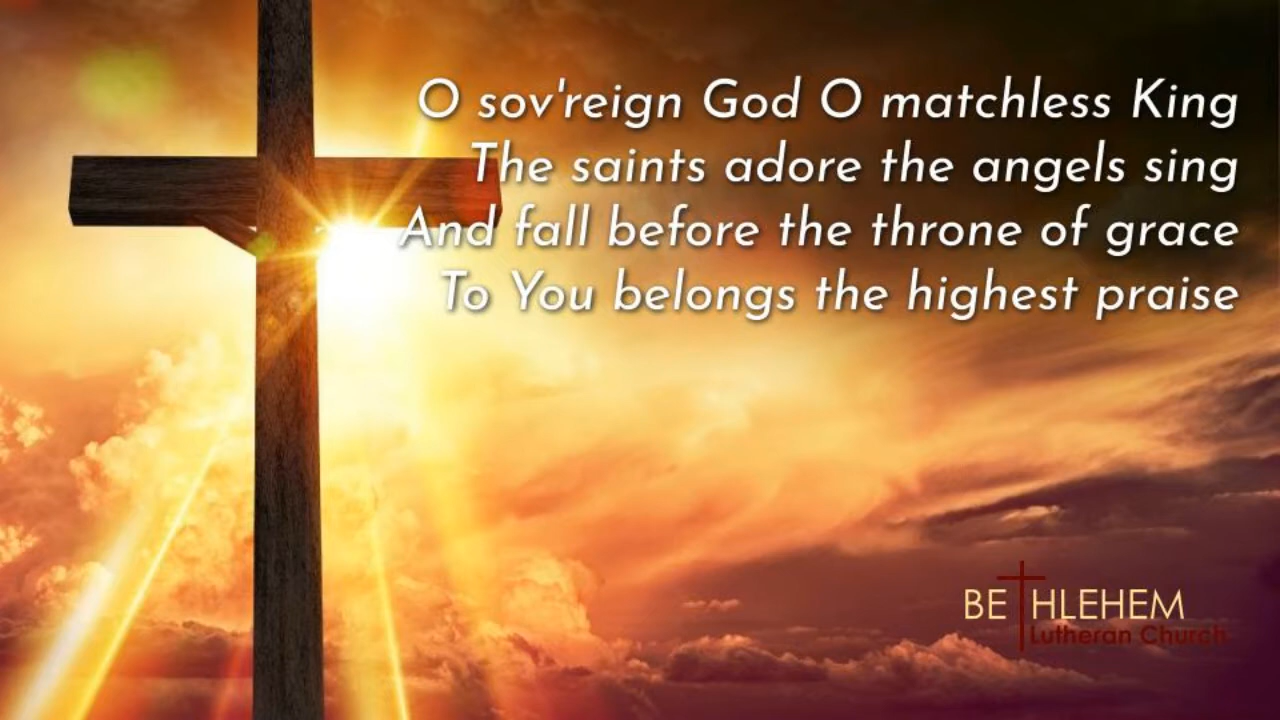 O sov'reign God O matchless King
The saints adore the angels sing
And fall before the throne of grace
To You belongs the highest praise
BETHLEHEM
Lutheran Church